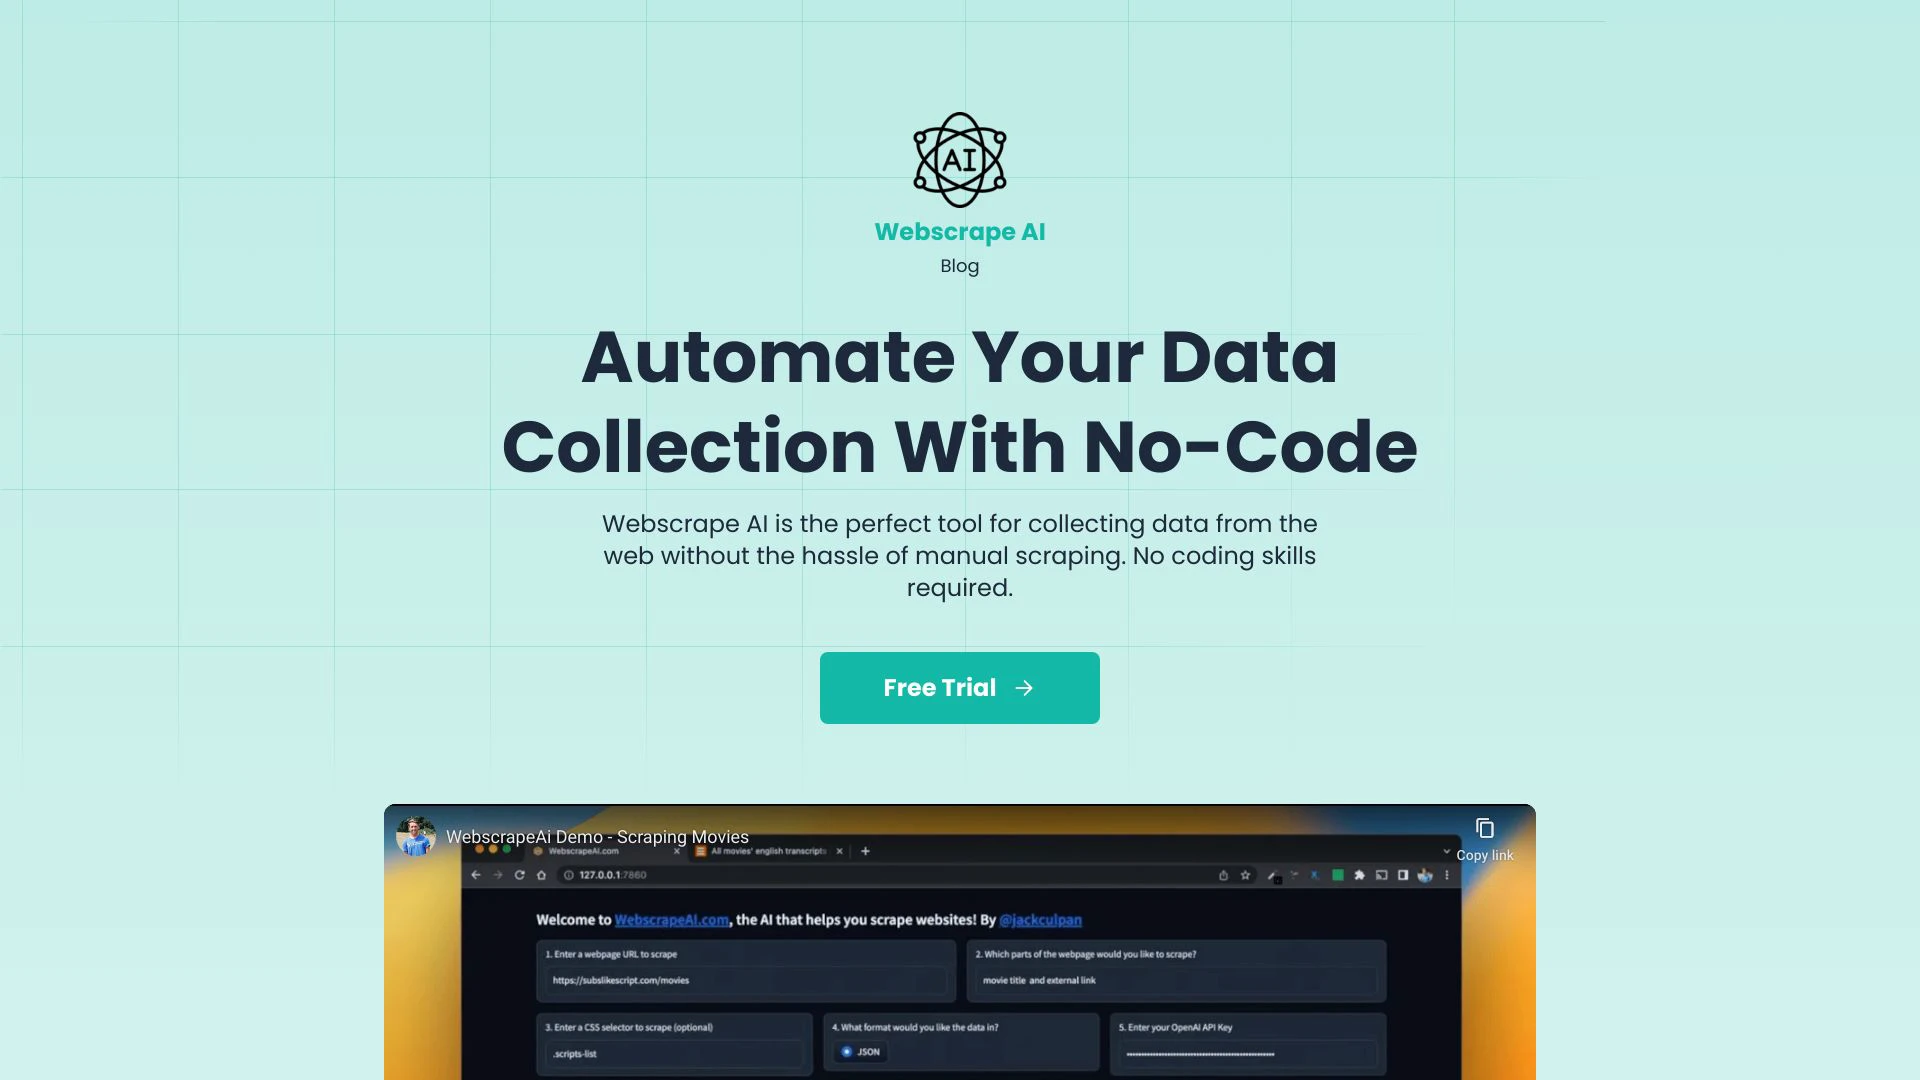 AI
Webscrape AI
Blog
Automate Your Data
Collection With No-Code
Webscrape AI is the perfect tool for collecting data from the
web without the hassle of manual scraping. No coding skills
required.
Free Trial →
WebscrapeAi Demo - Scraping Movies
Copy link
WebscrapeAI.com
All movies' english transcripts
127.0.0.1:7860
Welcome to WebscrapeAI.com, the AI that helps you scrape websites! By @jackculpan
1. Enter a webpage URL to scrape
https://subslikescript.com/movies
2. Which parts of the webpage would you like to scrape?
movie title and external link
3. Enter a CSS selector to scrape (optional)
.scripts-list
4. What format would you like the data in?
JSON
5. Enter your OpenAI API Key